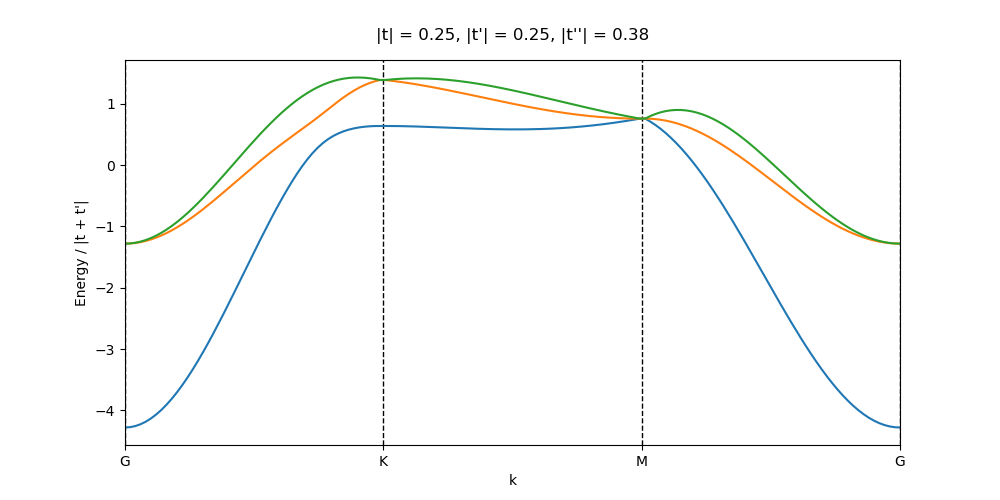 |t| = 0.25, |t'| = 0.25, |t''| = 0.38
Energy / |t + t'|
1
0
−1
−2
−3
−4
G
K
M
G
k